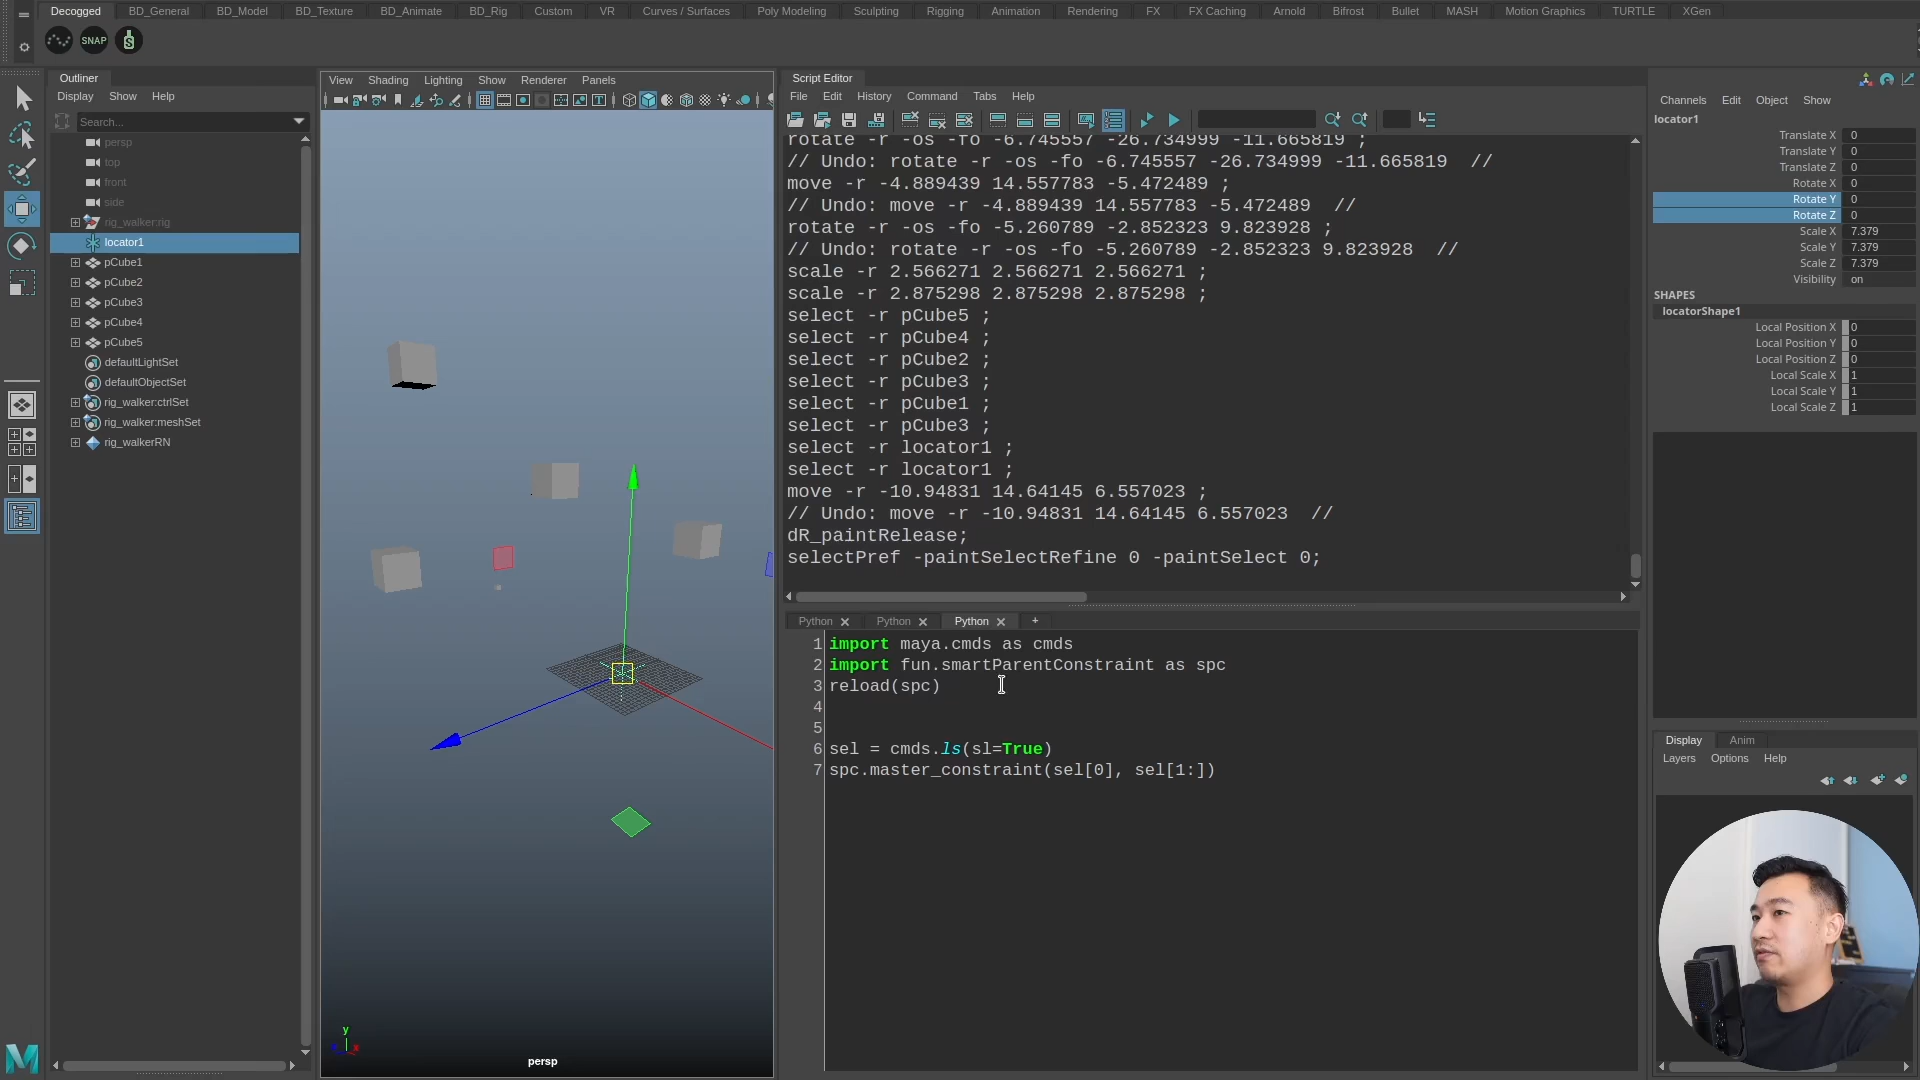 Decogged BD_General BD_Model BD_Texture BD_Animate BD_Rig Custom VR Curves / Surfaces Poly Modeling Sculpting Rigging Animation Rendering FX FX Caching Arnold Bifrost Bullet MASH Motion Graphics TURTLE XGen
SNAP
Outliner
Display Show Help
Search...
persp
top
front
side
rig_walker:rig
locator1
pCube1
pCube2
pCube3
pCube4
pCube5
defaultLightSet
defaultObjectSet
rig_walker:ctrlSet
rig_walker:meshSet
rig_walkerRN
View Shading Lighting Show Renderer Panels
y
x
persp
Script Editor
File Edit History Command Tabs Help
rotate -r -os -fo -6.745557 -26.734999 -11.665819 ;
// Undo: rotate -r -os -fo -6.745557 -26.734999 -11.665819 //
move -r -4.889439 14.557783 -5.472489 ;
// Undo: move -r -4.889439 14.557783 -5.472489 //
rotate -r -os -fo -5.260789 -2.852323 9.823928 ;
// Undo: rotate -r -os -fo -5.260789 -2.852323 9.823928 //
scale -r 2.566271 2.566271 2.566271 ;
scale -r 2.875298 2.875298 2.875298 ;
select -r pCube5 ;
select -r pCube4 ;
select -r pCube2 ;
select -r pCube3 ;
select -r pCube1 ;
select -r pCube3 ;
select -r locator1 ;
select -r locator1 ;
move -r -10.94831 14.64145 6.557023 ;
// Undo: move -r -10.94831 14.64145 6.557023 //
dR_paintRelease;
selectPref -paintSelectRefine 0 -paintSelect 0;
Python Python Python +
1 import maya.cmds as cmds
2 import fun.smartParentConstraint as spc
3 reload(spc)
4
5
6 sel = cmds.ls(sl=True)
7 spc.master_constraint(sel[0], sel[1:])
Channels Edit Object Show
locator1
Translate X 0
Translate Y 0
Translate Z 0
Rotate X 0
Rotate Y 0
Rotate Z 0
Scale X 7.379
Scale Y 7.379
Scale Z 7.379
Visibility on
SHAPES
locatorShape1
Local Position X 0
Local Position Y 0
Local Position Z 0
Local Scale X 1
Local Scale Y 1
Local Scale Z 1
Display Anim
Layers Options Help